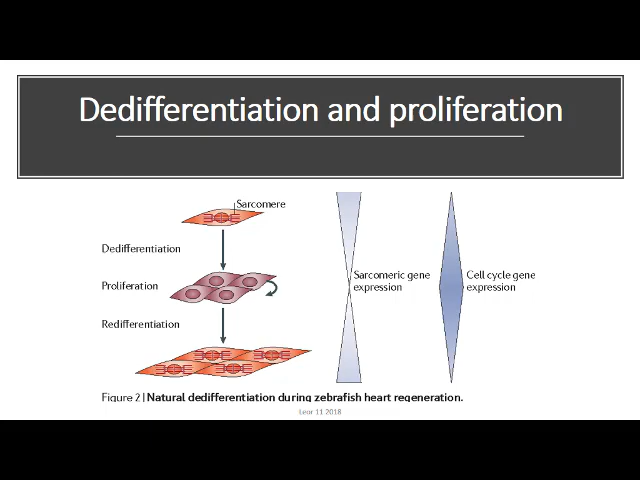 Dedifferentiation and proliferation
Sarcomere
Dedifferentiation
Proliferation
Redifferentiation
Sarcomeric gene
expression
Cell cycle gene
expression
Figure 2 | Natural dedifferentiation during zebrafish heart regeneration.
Leor 11 2018